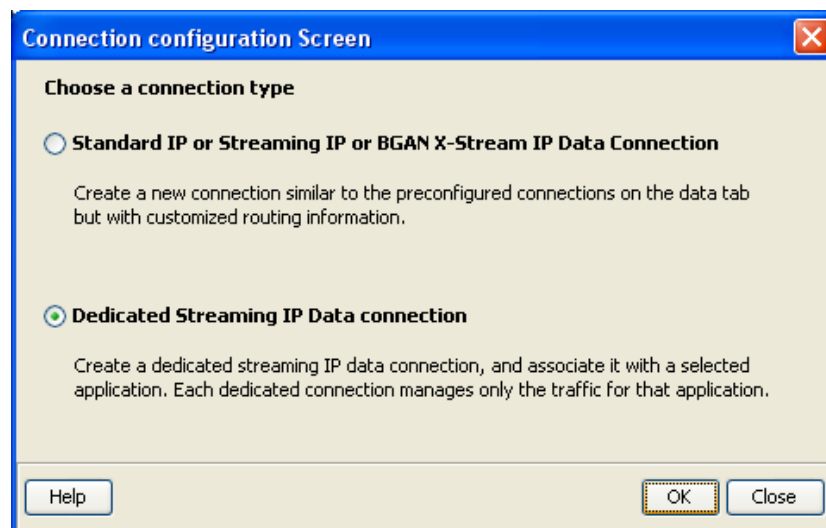 Connection configuration Screen
Choose a connection type
Standard IP or Streaming IP or BGAN X-Stream IP Data Connection
Create a new connection similar to the preconfigured connections on the data tab
but with customized routing information.
Dedicated Streaming IP Data connection
Create a dedicated streaming IP data connection, and associate it with a selected
application. Each dedicated connection manages only the traffic for that application.
Help
OK
Close